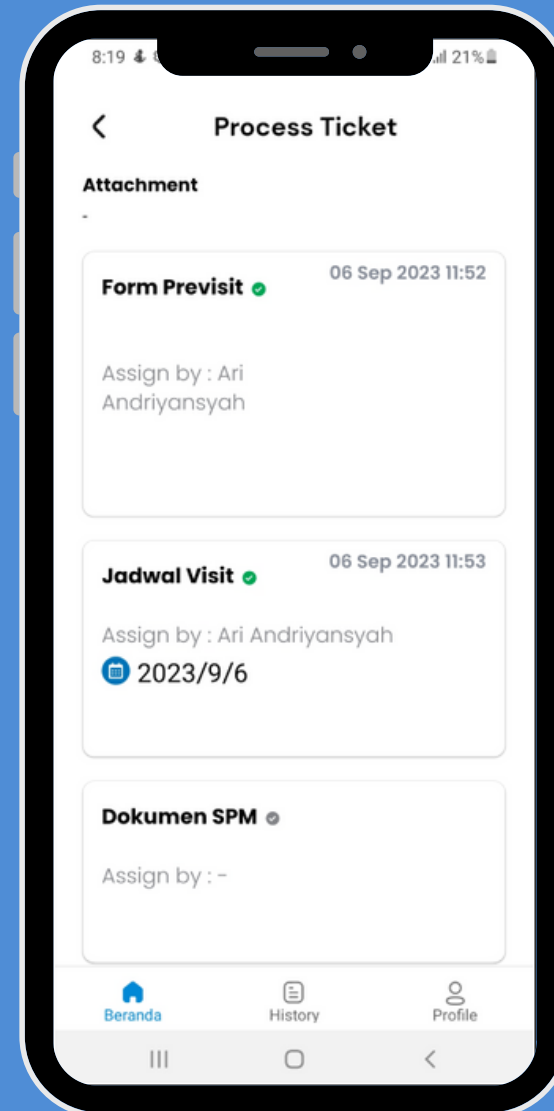 8:19
21%
Process Ticket
Attachment
-
Form Previsit
06 Sep 2023 11:52
Assign by : Ari
Andriyansyah
Jadwal Visit
06 Sep 2023 11:53
Assign by : Ari Andriyansyah
2023/9/6
Dokumen SPM
Assign by : -
Beranda
History
Profile